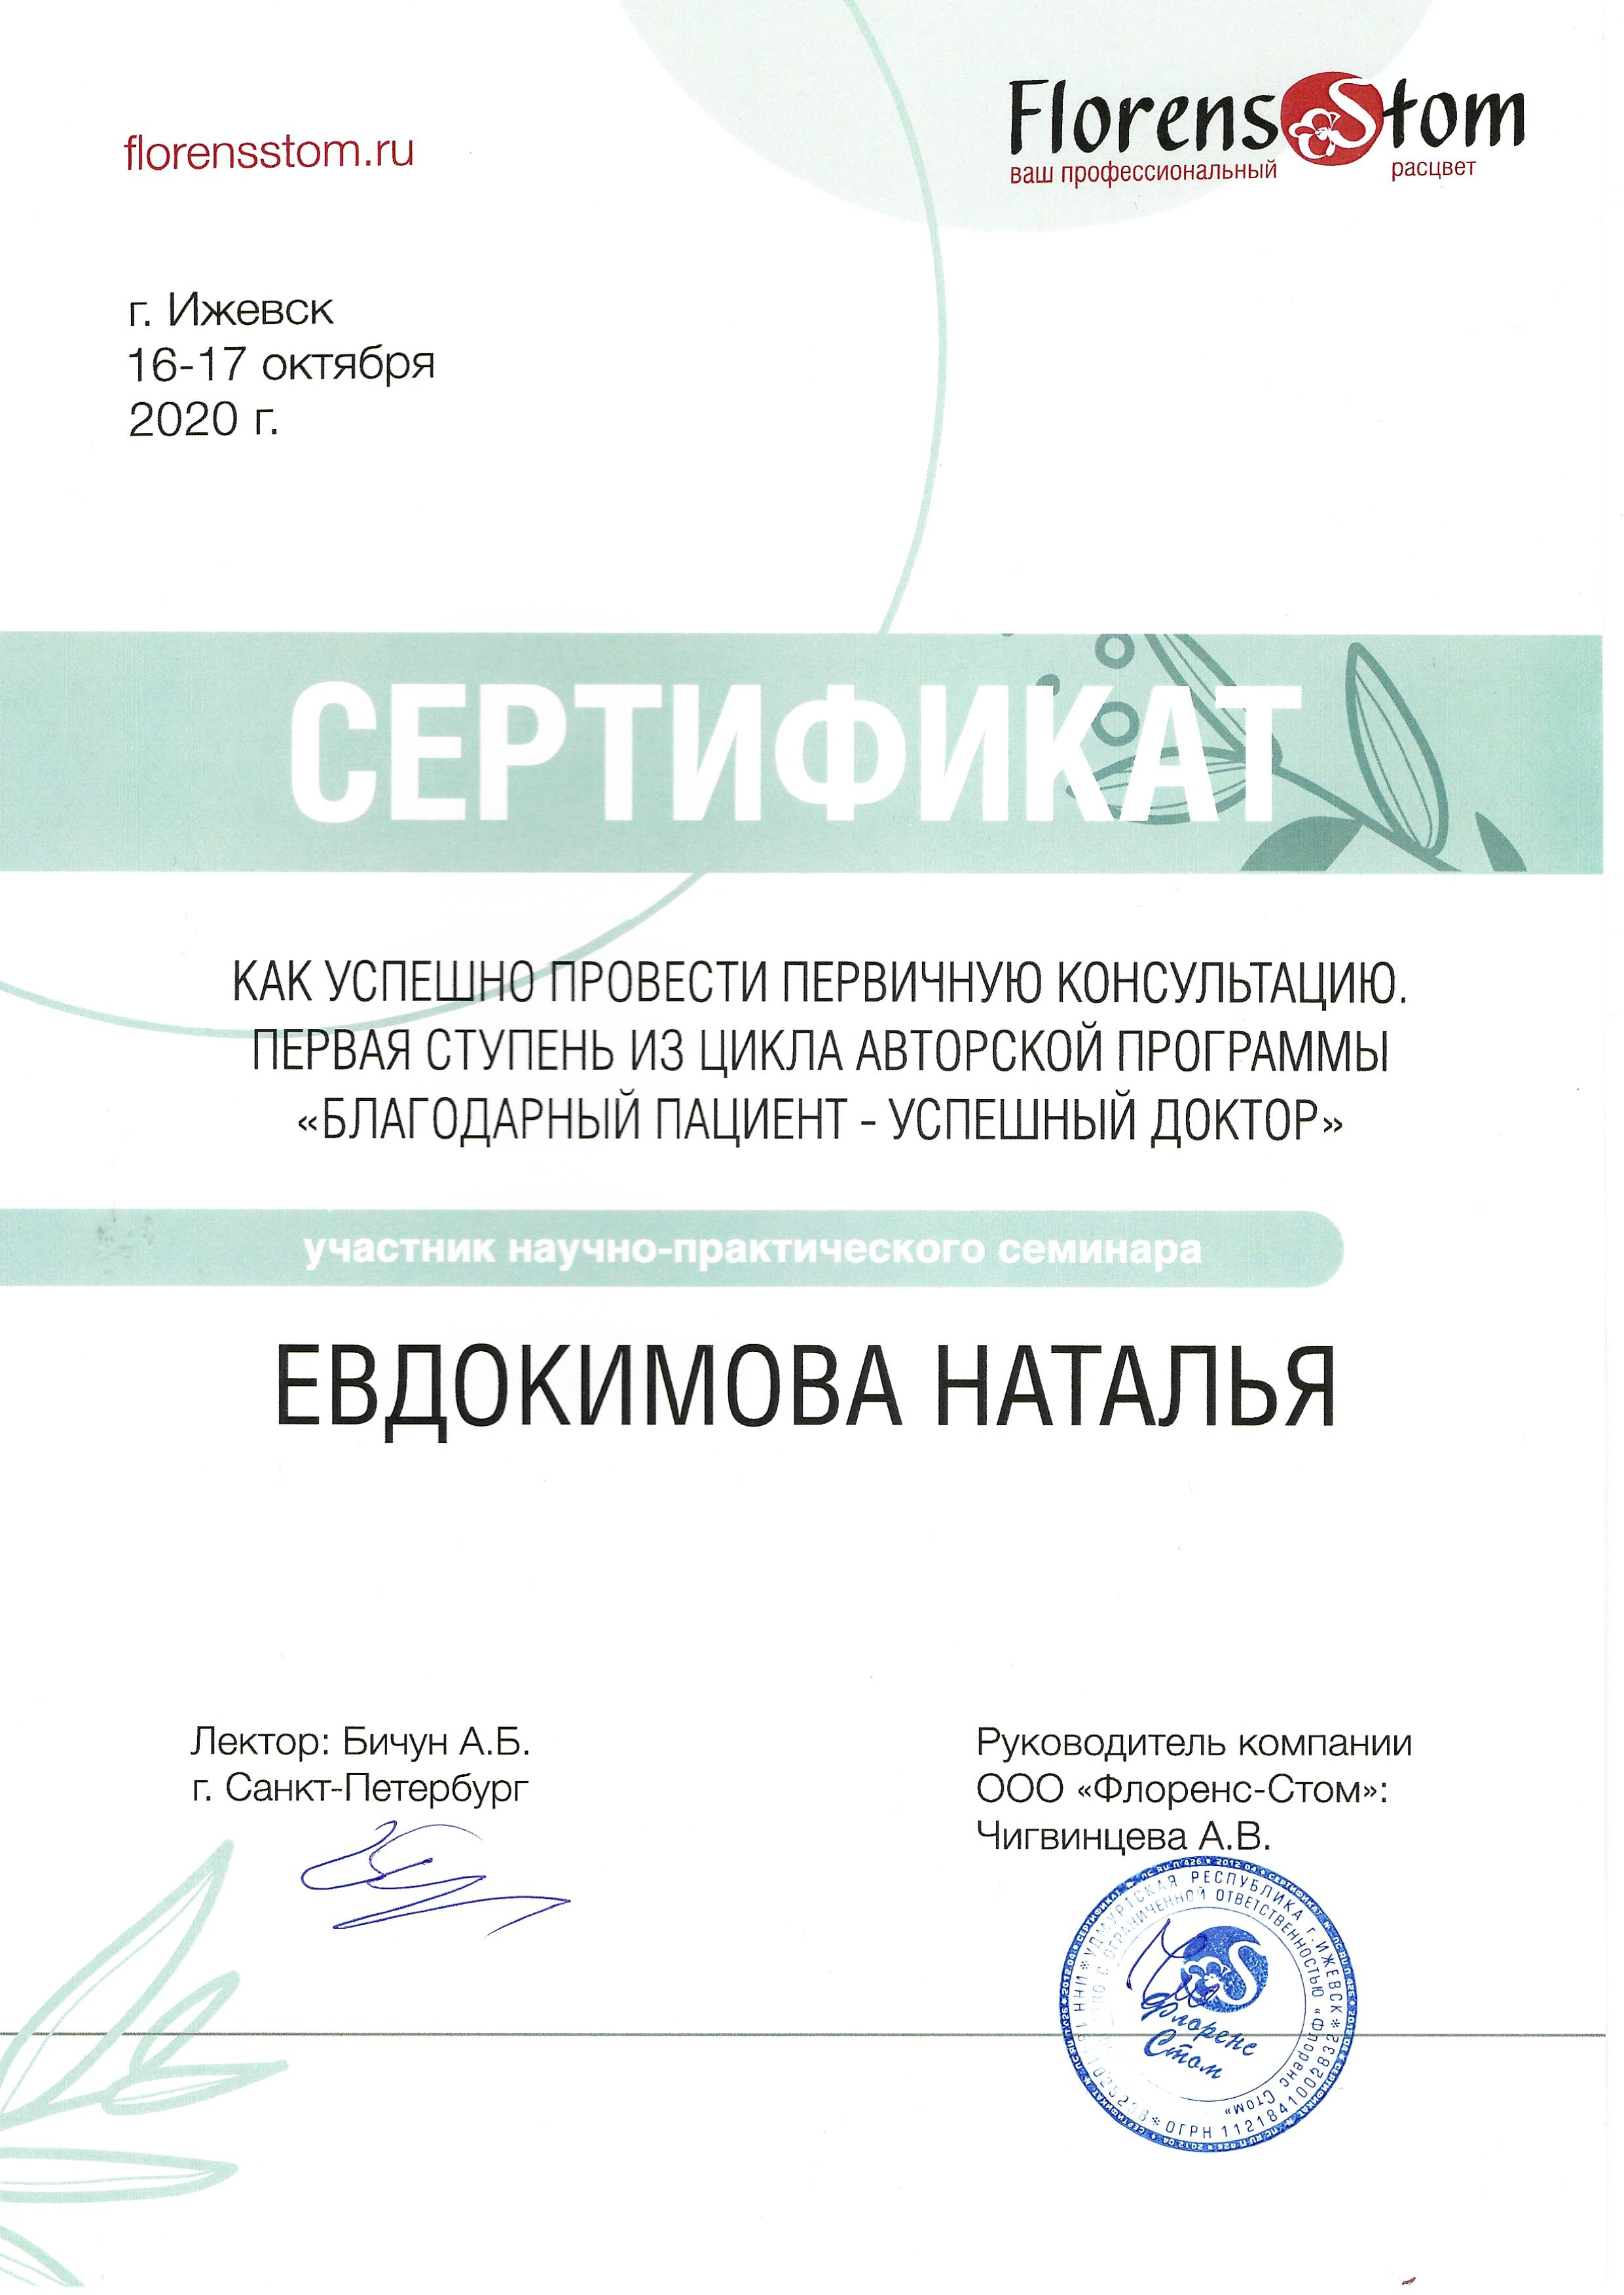 florensstom.ru
FlorensStom
ваш профессиональный расцвет
г. Ижевск
16-17 октября
2020 г.
СЕРТИФИКАТ
КАК УСПЕШНО ПРОВЕСТИ ПЕРВИЧНУЮ КОНСУЛЬТАЦИЮ.
ПЕРВАЯ СТУПЕНЬ ИЗ ЦИКЛА АВТОРСКОЙ ПРОГРАММЫ
«БЛАГОДАРНЫЙ ПАЦИЕНТ - УСПЕШНЫЙ ДОКТОР»
участник научно-практического семинара
ЕВДОКИМОВА НАТАЛЬЯ
Лектор: Бичун А.Б.
г. Санкт-Петербург
Руководитель компании
ООО «Флоренс-Стом»:
Чигвинцева А.В.
УДМУРТСКАЯ РЕСПУБЛИКА г. ИЖЕВСК * ОГРН 1121841002832
С ОГРАНИЧЕННОЙ ОТВЕТСТВЕННОСТЬЮ «Флоренс Стом»
Флоренс
Стом